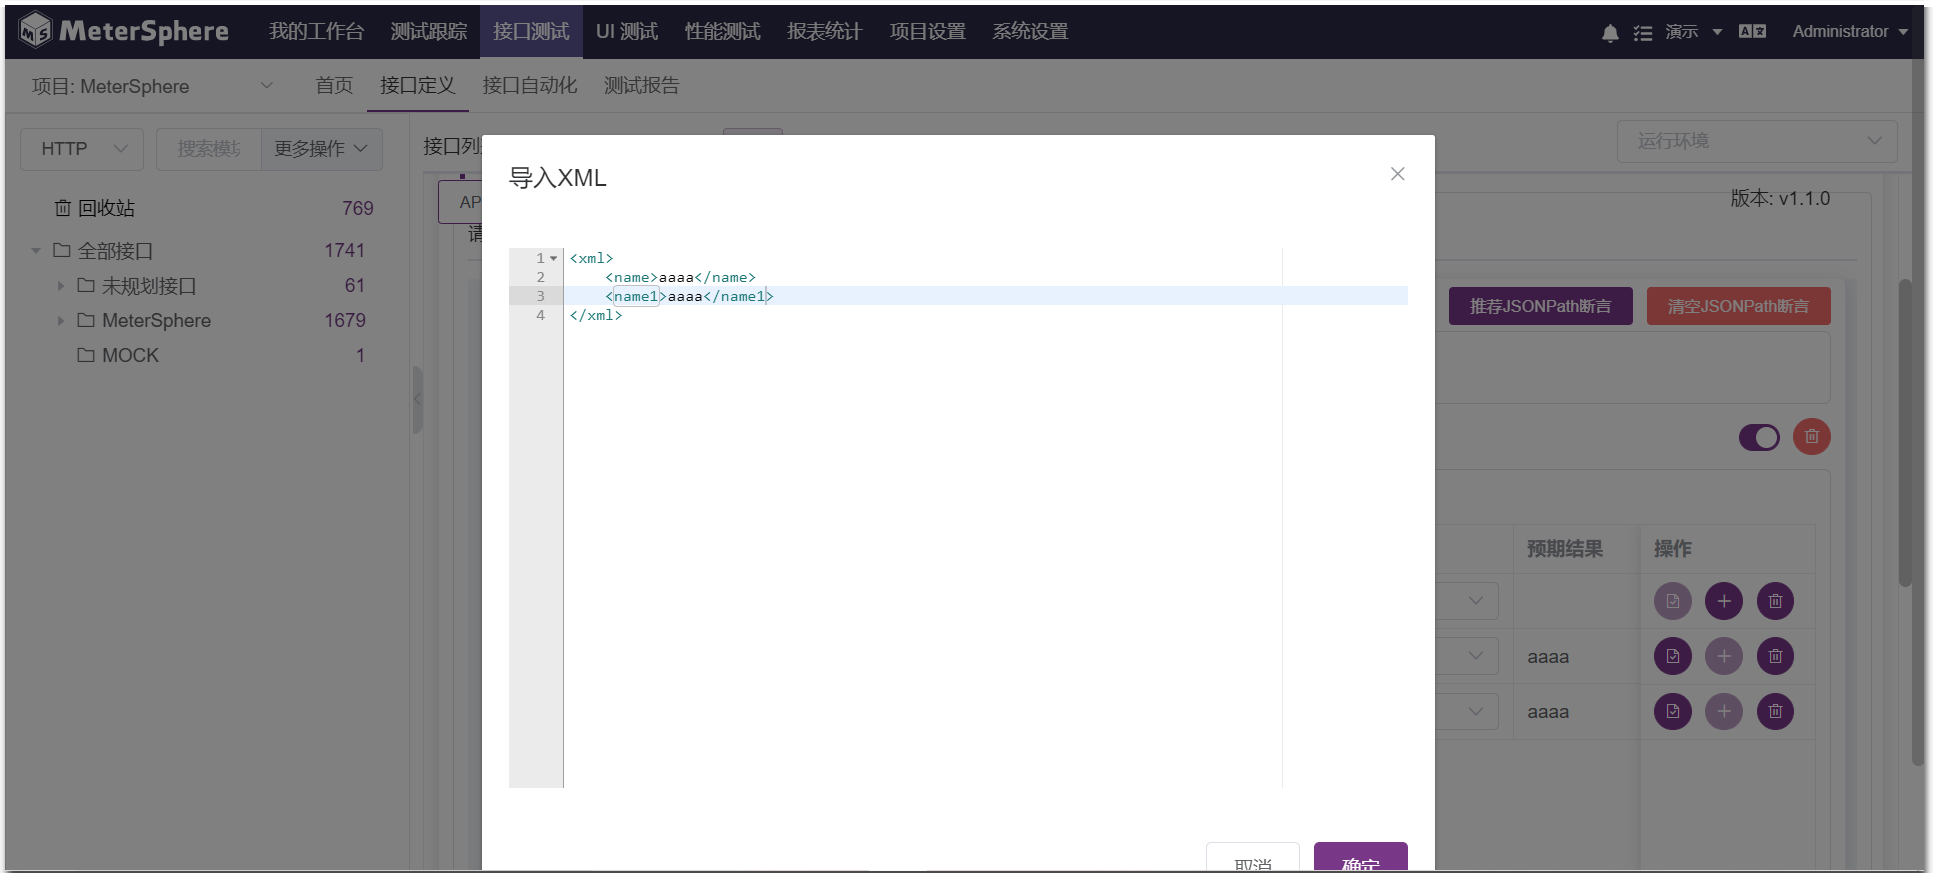 MeterSphere 我的工作台 测试跟踪 接口测试 UI 测试 性能测试 报表统计 项目设置 系统设置 演示 Administrator
项目: MeterSphere 首页 接口定义 接口自动化 测试报告
HTTP 搜索模块 更多操作 接口列 运行环境
回收站 769
全部接口 1741
未规划接口 61
MeterSphere 1679
MOCK 1
AP
请
版本: v1.1.0
导入XML
1 <xml>
2 <name>aaaa</name>
3 <name1>aaaa</name1>
4 </xml>
推荐JSONPath断言 清空JSONPath断言
预期结果 操作
aaaa
aaaa
取消 确定